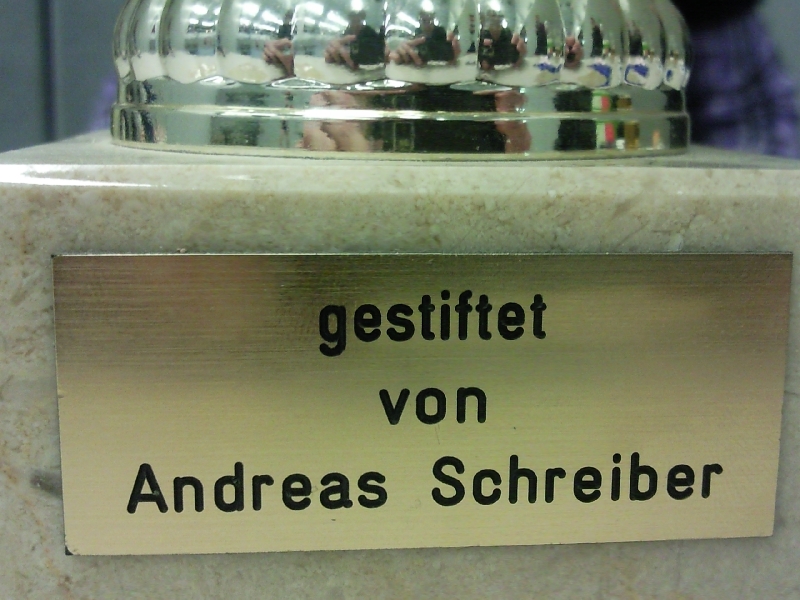 gestiftet
von
Andreas Schreiber